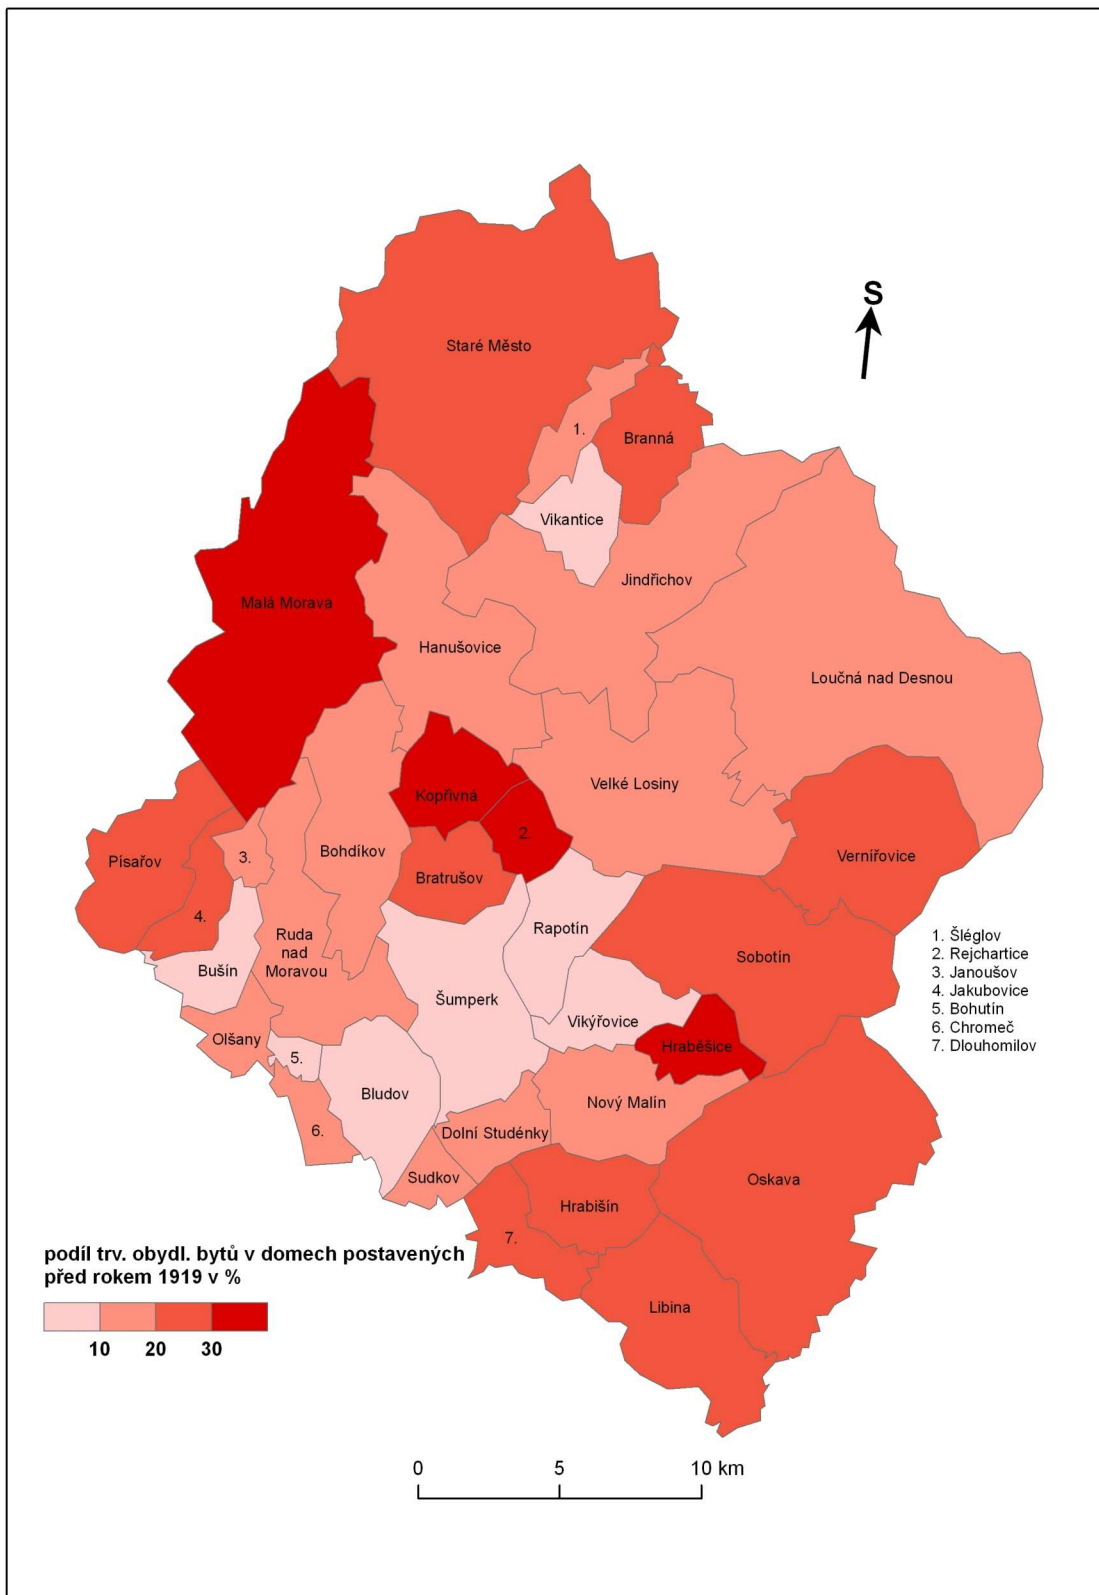 S
Staré Město
1.
Branná
Vikantice
Jindřichov
Malá Morava
Hanušovice
Loučná nad Desnou
Velké Losiny
Kopřivná
2.
Písařov
3.
Bohdíkov
Bratrušov
Vernířovice
4.
Ruda
nad
Moravou
Rapotín
Sobotín
Bušín
Šumperk
Vikýřovice
Olšany
5.
Hraběšice
Bludov
Nový Malín
6.
Dolní Studénky
Sudkov
Oskava
7.
Hrabišín
Libina
1. Šléglov
2. Rejchartice
3. Janoušov
4. Jakubovice
5. Bohutín
6. Chromeč
7. Dlouhomilov
podíl trv. obydl. bytů v domech postavených
před rokem 1919 v %
10 20 30
0 5 10 km